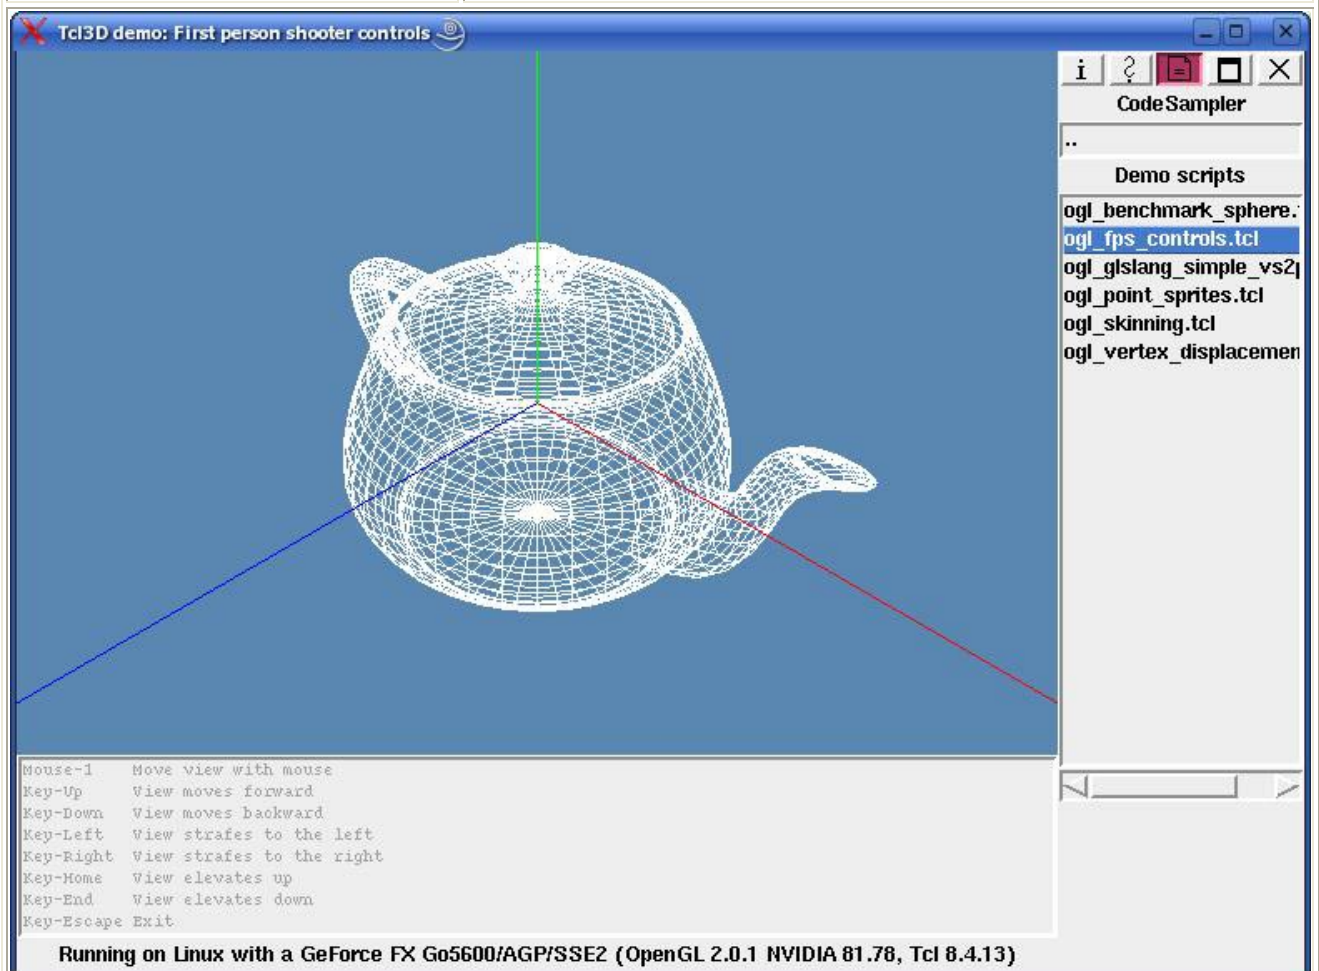 Tcl3D demo: First person shooter controls
i ?
CodeSampler
..
Demo scripts
ogl_benchmark_sphere.
ogl_fps_controls.tcl
ogl_glslang_simple_vs2p
ogl_point_sprites.tcl
ogl_skinning.tcl
ogl_vertex_displacemen
Mouse-1 Move view with mouse
Key-Up View moves forward
Key-Down View moves backward
Key-Left View strafes to the left
Key-Right View strafes to the right
Key-Home View elevates up
Key-End View elevates down
Key-Escape Exit
Running on Linux with a GeForce FX Go5600/AGP/SSE2 (OpenGL 2.0.1 NVIDIA 81.78, Tcl 8.4.13)